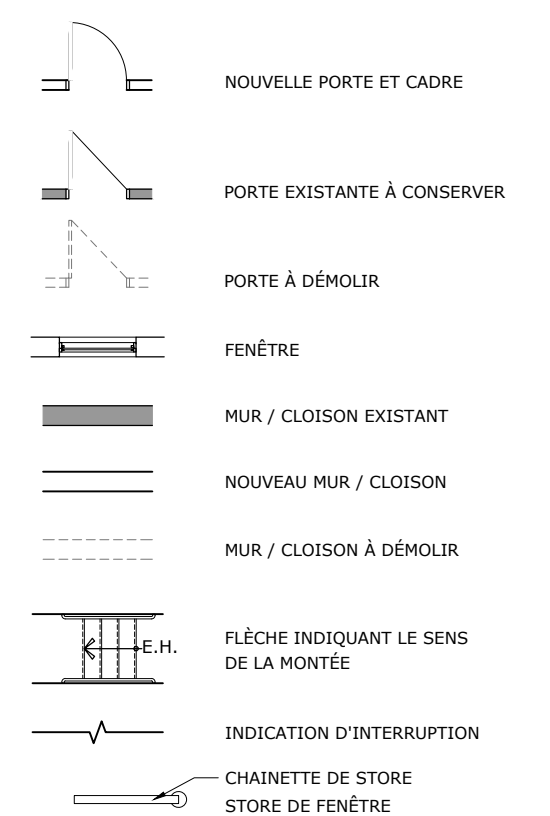 NOUVELLE PORTE ET CADRE
PORTE EXISTANTE À CONSERVER
PORTE À DÉMOLIR
FENÊTRE
MUR / CLOISON EXISTANT
NOUVEAU MUR / CLOISON
MUR / CLOISON À DÉMOLIR
E.H.
FLÈCHE INDIQUANT LE SENS
DE LA MONTÉE
INDICATION D'INTERRUPTION
CHAINETTE DE STORE
STORE DE FENÊTRE